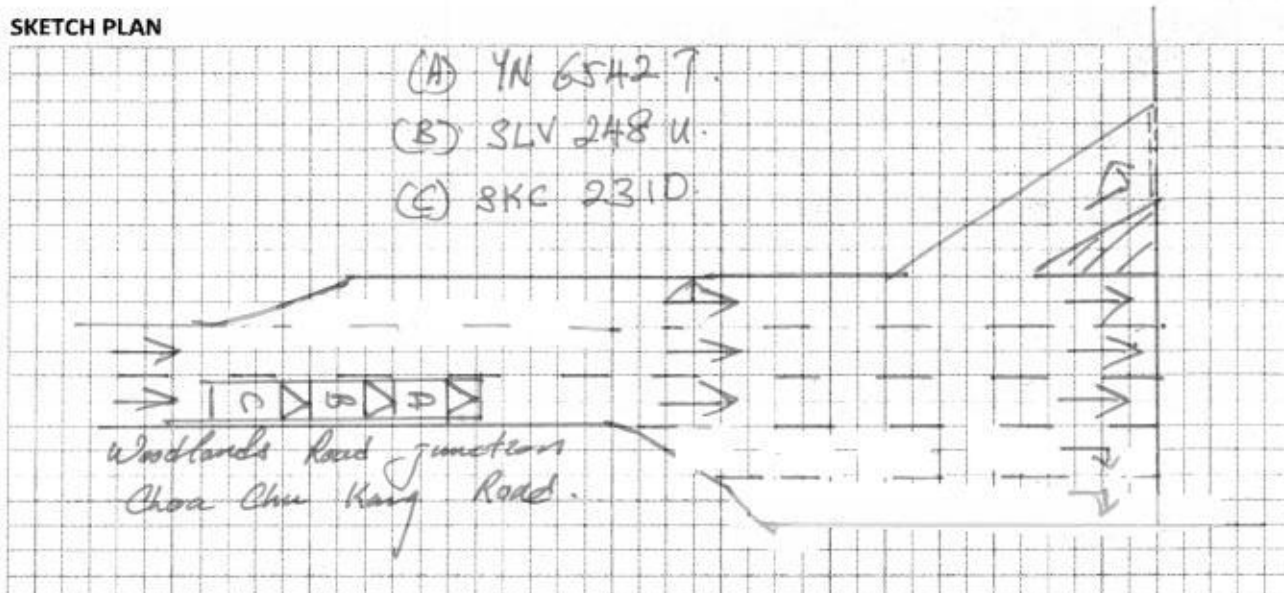 SKETCH PLAN
(A) YN 6542 T.
(B) SLV 248 U.
(C) SKC 231D
C B A
Woodlands Road junction
Choa Chu Kang Road.